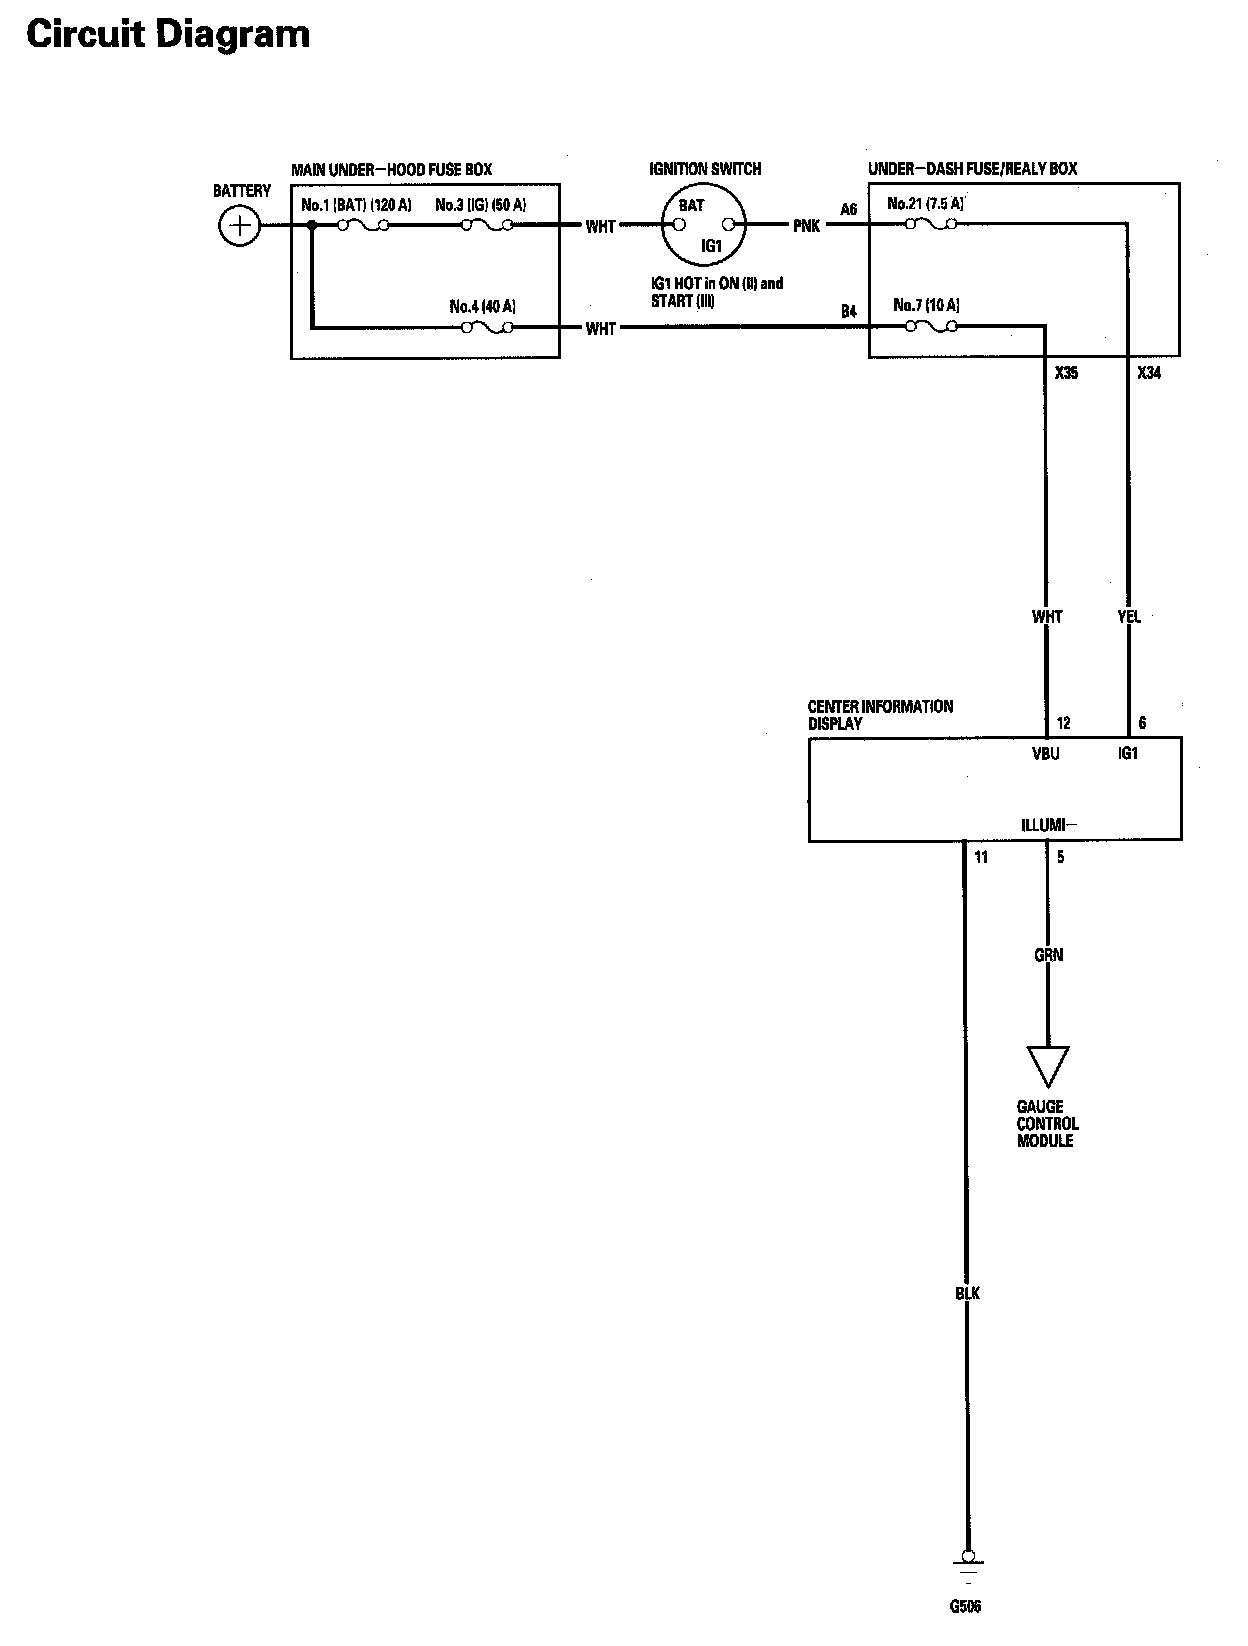 Circuit Diagram
MAIN UNDER-HOOD FUSE BOX
IGNITION SWITCH
UNDER-DASH FUSE/REALY BOX
BATTERY
No.1 (BAT) (120 A)
No.3 (IG) (50 A)
BAT
A6
No.21 (7.5 A)
WHT
PNK
IG1
IG1 HOT in ON (II) and
START (III)
No.4 (40 A)
B4
No.7 (10 A)
WHT
X35
X34
WHT
YEL
CENTER INFORMATION
DISPLAY
12
6
VBU
IG1
ILLUMI-
11
5
GRN
GAUGE
CONTROL
MODULE
BLK
G506